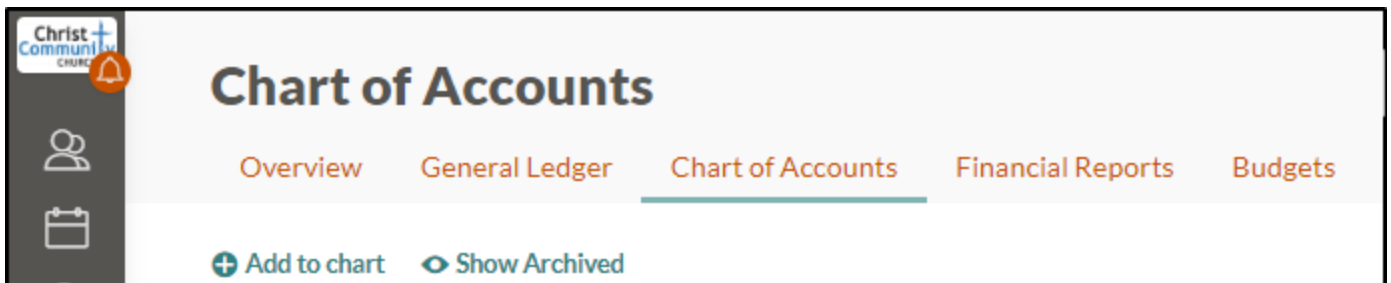 Christ
Community
CHURCH
Chart of Accounts
Overview General Ledger Chart of Accounts Financial Reports Budgets
Add to chart Show Archived